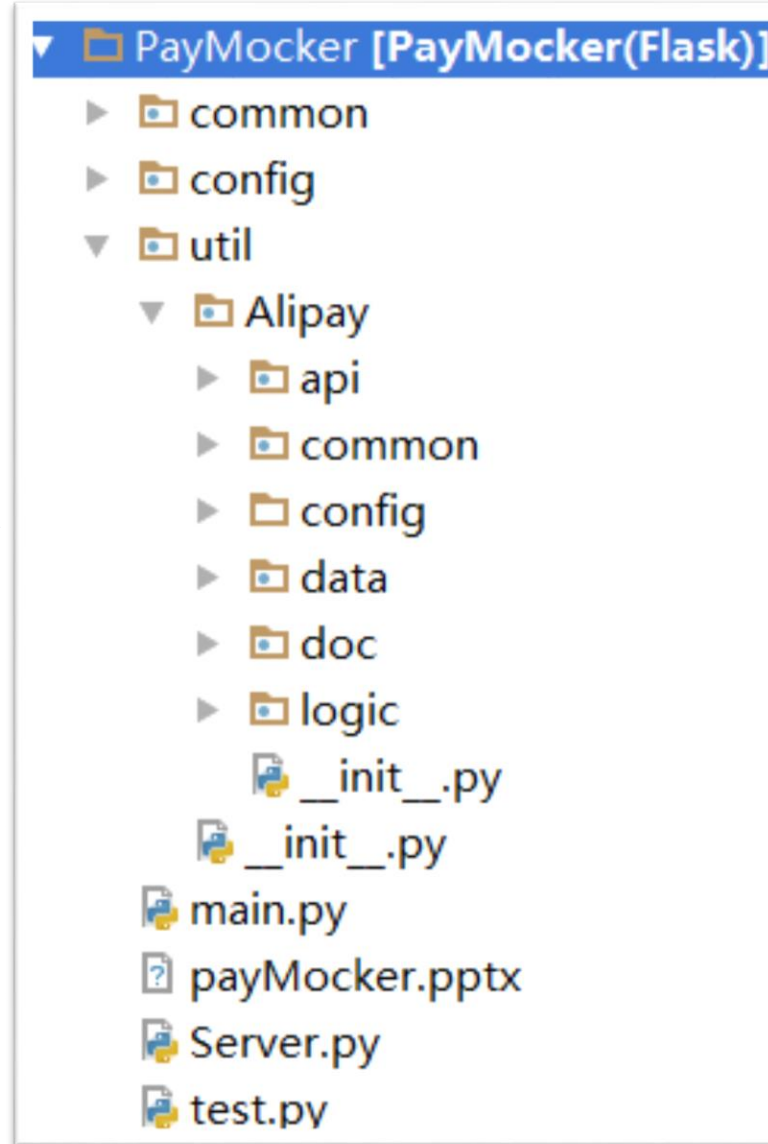 PayMocker [PayMocker(Flask)]
common
config
util
Alipay
api
common
config
data
doc
logic
__init__.py
__init__.py
main.py
payMocker.pptx
Server.py
test.py